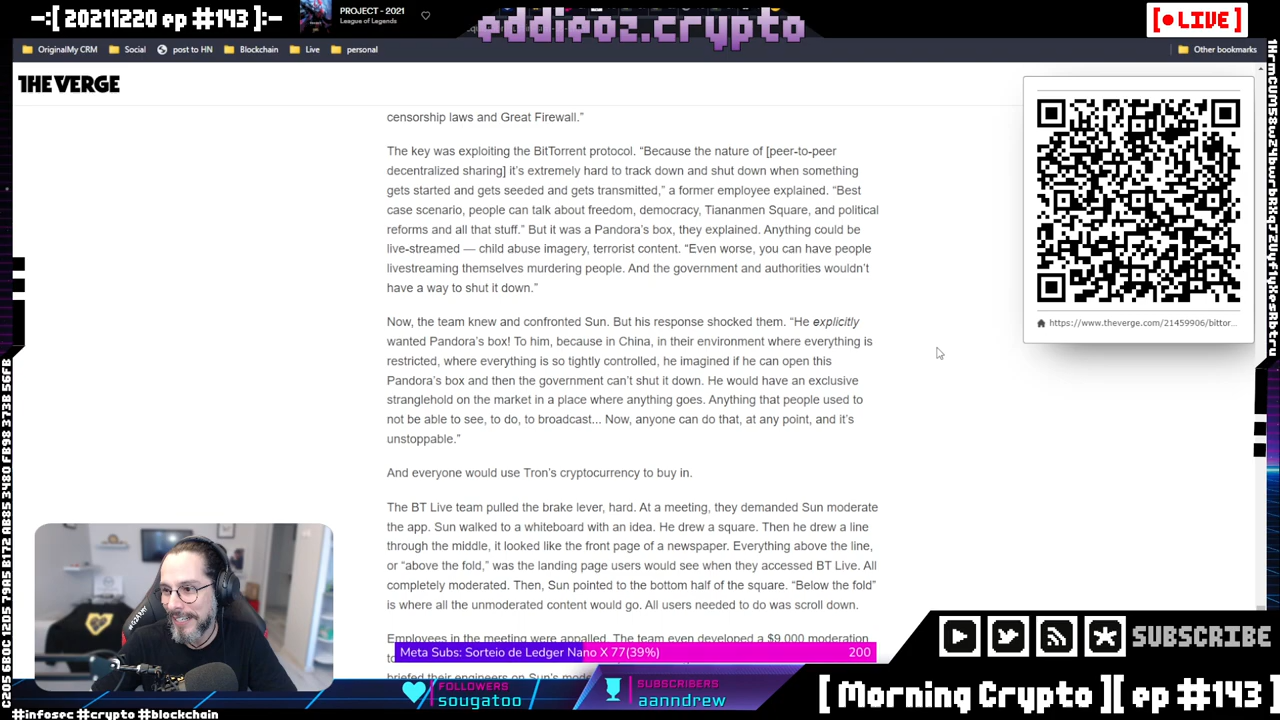 -:[ 20211220 ep #143 ]:-
PROJECT - 2021
League of Legends
eddieoz.crypto
[ LIVE ]
OriginalMy CRM
Social
post to HN
Blockchain
Live
personal
Other bookmarks
THE VERGE
censorship laws and Great Firewall.”
The key was exploiting the BitTorrent protocol. “Because the nature of [peer-to-peer
decentralized sharing] it’s extremely hard to track down and shut down when something
gets started and gets seeded and gets transmitted,” a former employee explained. “Best
case scenario, people can talk about freedom, democracy, Tiananmen Square, and political
reforms and all that stuff.” But it was a Pandora’s box, they explained. Anything could be
live-streamed — child abuse imagery, terrorist content. “Even worse, you can have people
livestreaming themselves murdering people. And the government and authorities wouldn’t
have a way to shut it down.”
https://www.theverge.com/21459906/bittor...
Now, the team knew and confronted Sun. But his response shocked them. “He explicitly
wanted Pandora’s box! To him, because in China, in their environment where everything is
restricted, where everything is so tightly controlled, he imagined if he can open this
Pandora’s box and then the government can’t shut it down. He would have an exclusive
stranglehold on the market in a place where anything goes. Anything that people used to
not be able to see, to do, to broadcast... Now, anyone can do that, at any point, and it’s
unstoppable.”
And everyone would use Tron’s cryptocurrency to buy in.
The BT Live team pulled the brake lever, hard. At a meeting, they demanded Sun moderate
the app. Sun walked to a whiteboard with an idea. He drew a square. Then he drew a line
through the middle, it looked like the front page of a newspaper. Everything above the line,
or “above the fold,” was the landing page users would see when they accessed BT Live. All
completely moderated. Then, Sun pointed to the bottom half of the square. “Below the fold”
is where all the unmoderated content would go. All users needed to do was scroll down.
Employees in the meeting were appalled. The team even developed a $9,000 moderation
Meta Subs: Sorteio de Ledger Nano X 77(39%)
200
SUBSCRIBE
FOLLOWERS
sougatoo
SUBSCRIBERS
aanndrew
[ Morning Crypto ][ ep #143 ]
#infosec #crypto #blockchain